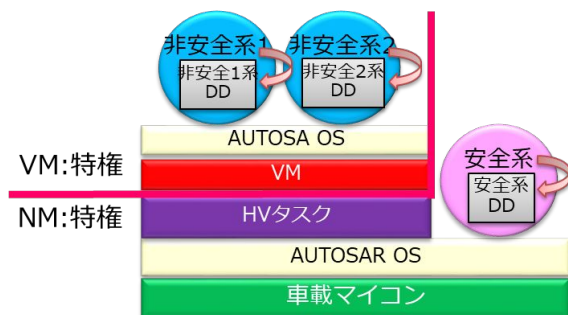 非安全系1
非安全系2
非安全1系
DD
非安全2系
DD
AUTOSA OS
VM:特権
VM
安全系
安全系
DD
NM:特権
HVタスク
AUTOSAR OS
車載マイコン